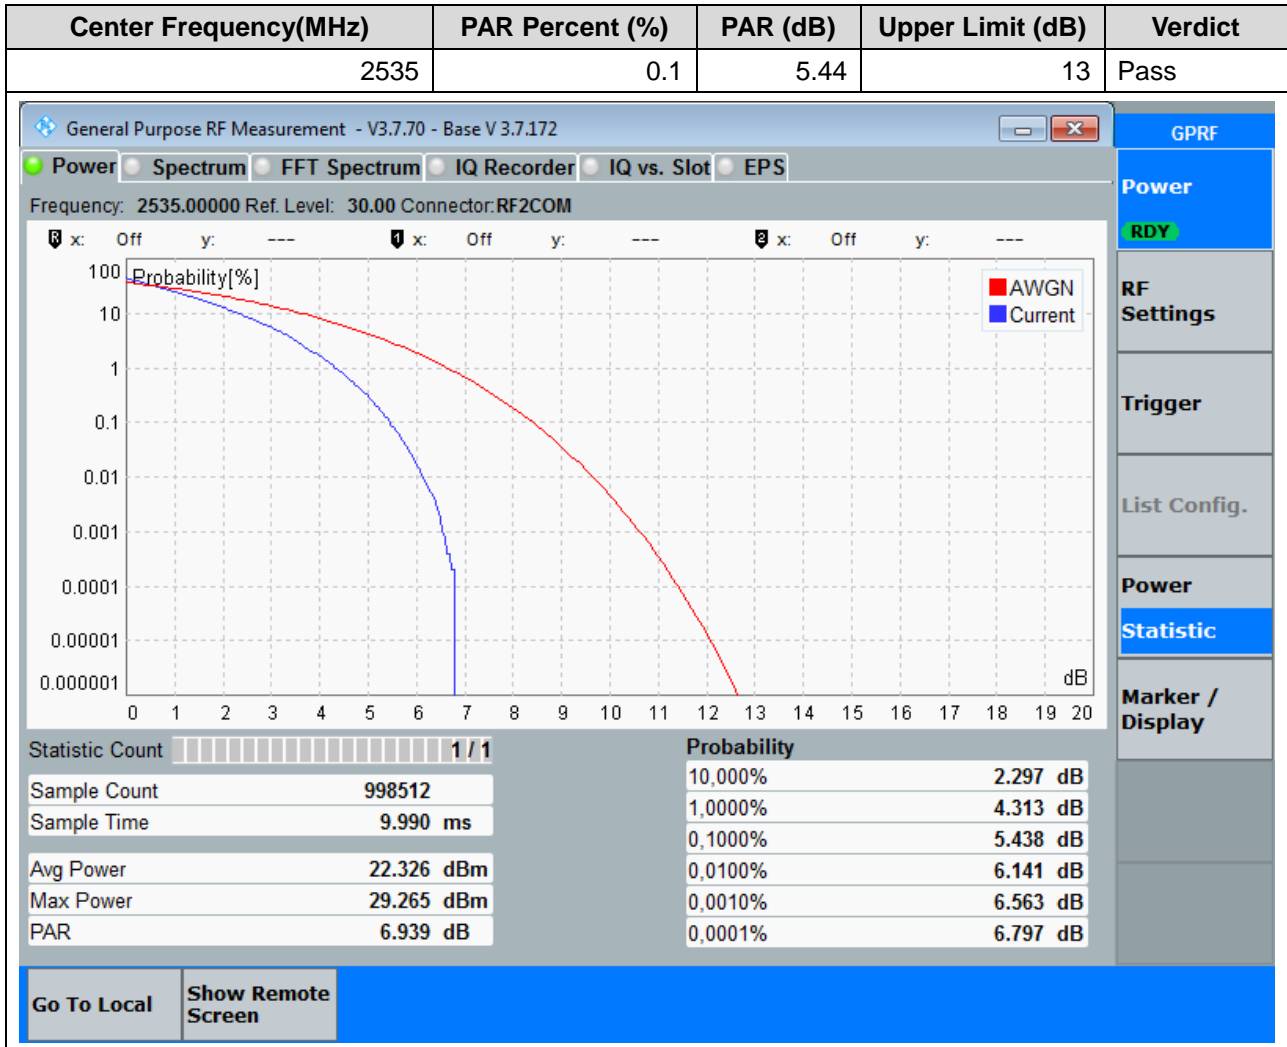 Center Frequency(MHz) PAR Percent (%) PAR (dB) Upper Limit (dB) Verdict
2535 0.1 5.44 13 Pass
General Purpose RF Measurement - V3.7.70 - Base V 3.7.172
GPRF
Power Spectrum FFT Spectrum IQ Recorder IQ vs. Slot EPS
Power
RDY
Frequency: 2535.00000 Ref. Level: 30.00 Connector:RF2COM
R x: Off y: --- 1 x: Off y: --- 2 x: Off y: ---
Probability[%]
AWGN
Current
100
10
1
0.1
0.01
0.001
0.0001
0.00001
0.000001
dB
0 1 2 3 4 5 6 7 8 9 10 11 12 13 14 15 16 17 18 19 20
RF
Settings
Trigger
List Config.
Power
Statistic
Marker /
Display
Statistic Count 1 / 1
Sample Count 998512
Sample Time 9.990 ms
Avg Power 22.326 dBm
Max Power 29.265 dBm
PAR 6.939 dB
Probability
10,000% 2.297 dB
1,0000% 4.313 dB
0,1000% 5.438 dB
0,0100% 6.141 dB
0,0010% 6.563 dB
0,0001% 6.797 dB
Go To Local
Show Remote
Screen